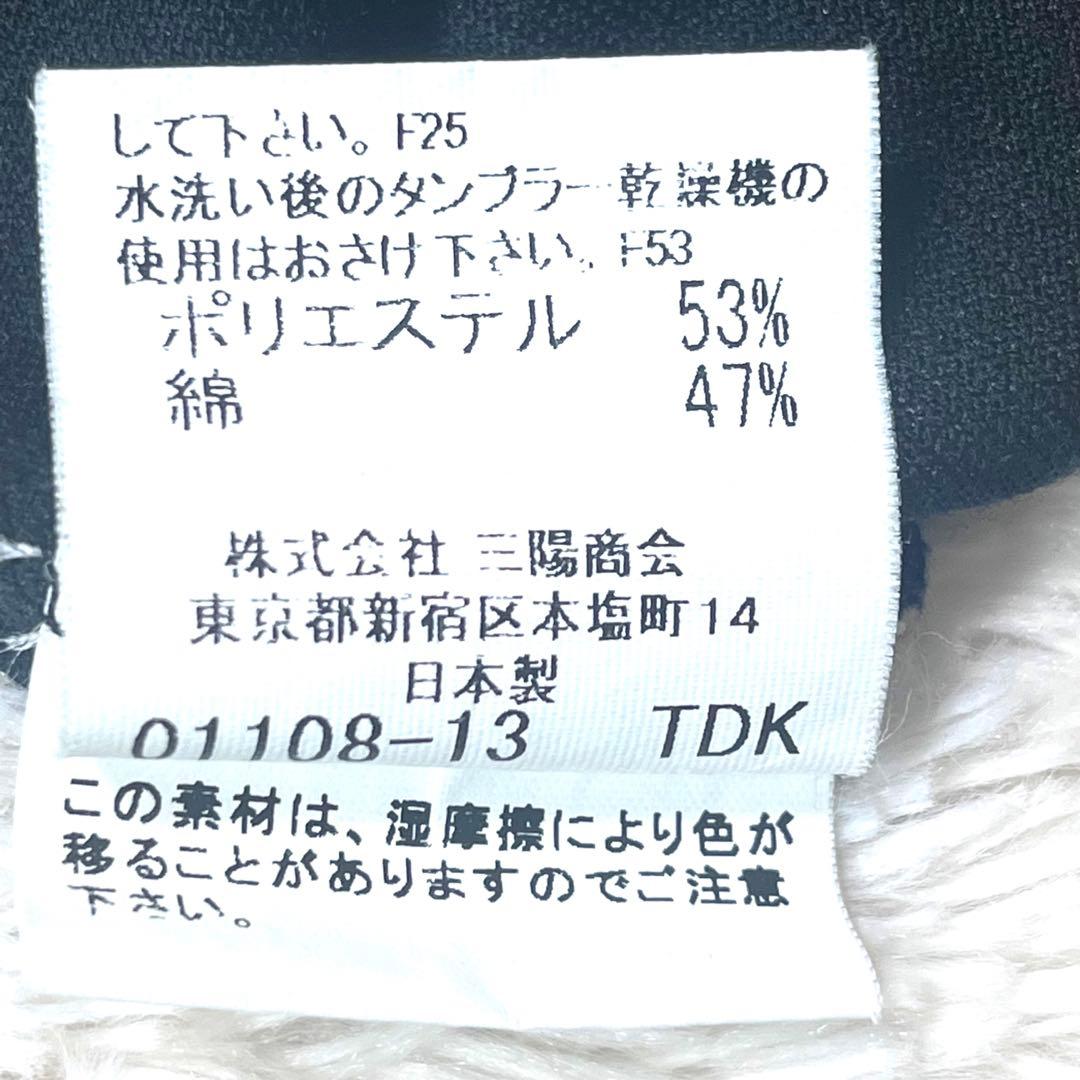 して下さい。F25
水洗い後のタンブラー乾燥機の
使用はおさけ下さい。F53
ポリエステル 53%
綿 47%
株式会社 三陽商会
東京都新宿区本塩町14
日本製
01108-13 TDK
この素材は、湿摩擦により色が
移ることがありますのでご注意
下さい。